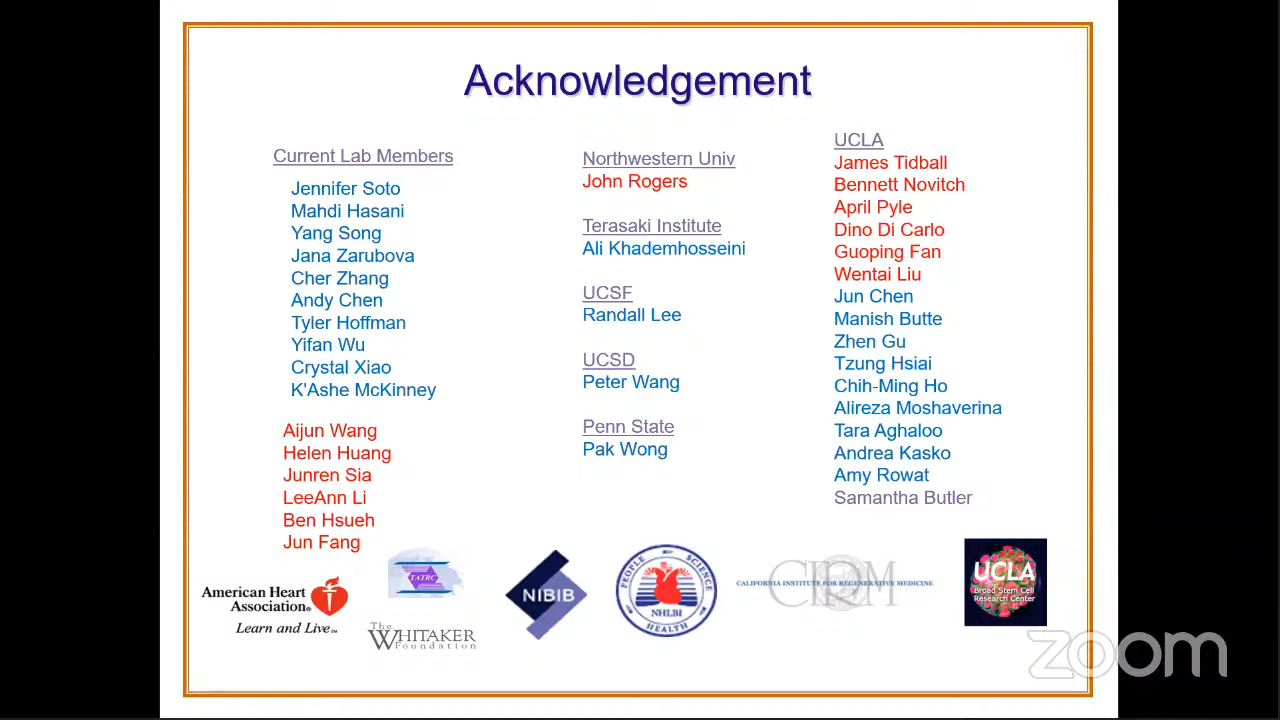 Acknowledgement
Current Lab Members
Jennifer Soto
Mahdi Hasani
Yang Song
Jana Zarubova
Cher Zhang
Andy Chen
Tyler Hoffman
Yifan Wu
Crystal Xiao
K'Ashe McKinney
Aijun Wang
Helen Huang
Junren Sia
LeeAnn Li
Ben Hsueh
Jun Fang
Northwestern Univ
John Rogers
Terasaki Institute
Ali Khademhosseini
UCSF
Randall Lee
UCSD
Peter Wang
Penn State
Pak Wong
UCLA
James Tidball
Bennett Novitch
April Pyle
Dino Di Carlo
Guoping Fan
Wentai Liu
Jun Chen
Manish Butte
Zhen Gu
Tzung Hsiai
Chih-Ming Ho
Alireza Moshaverina
Tara Aghaloo
Andrea Kasko
Amy Rowat
Samantha Butler
American Heart
Association®
Learn and Live℠
TATRC
The
WHITAKER
Foundation
NIBIB
PEOPLE SCIENCE
NHLBI
HEALTH
CIRM
CALIFORNIA INSTITUTE FOR REGENERATIVE MEDICINE
UCLA
Broad Stem Cell
Research Center
zoom